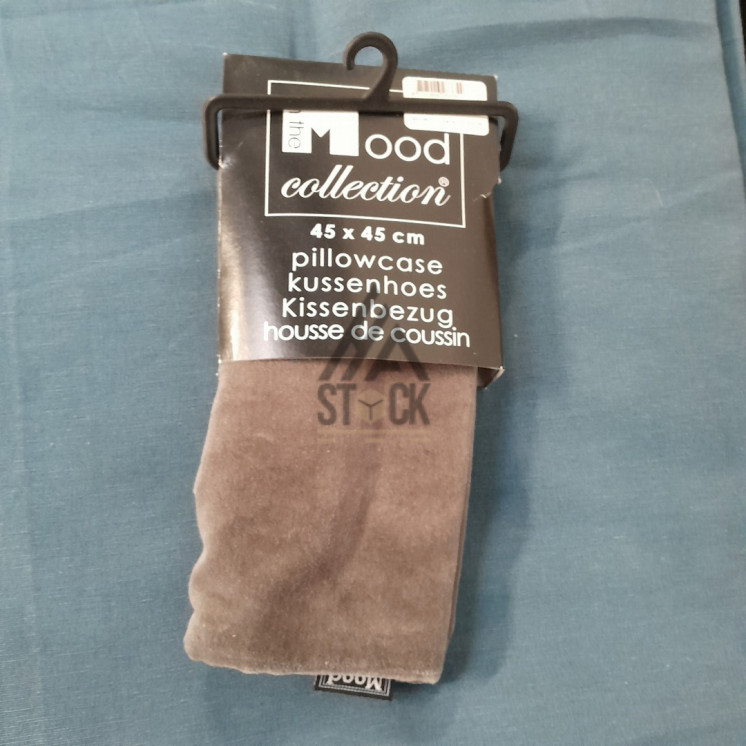 in the
Mood
collection®
45 x 45 cm
pillowcase
kussenhoes
Kissenbezug
housse de coussin
STOCK
Mood